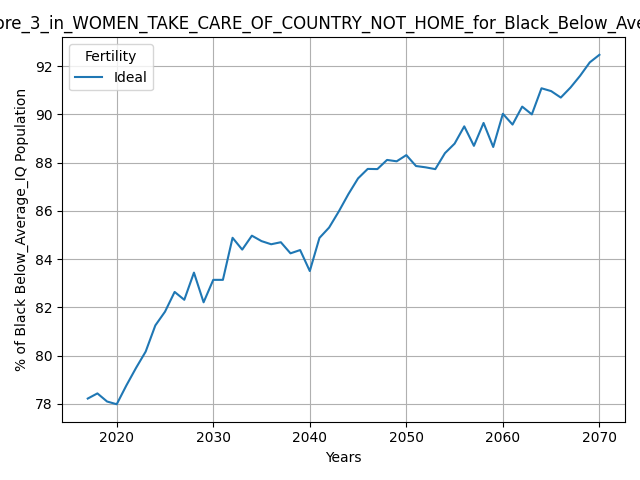 ore_3_in_WOMEN_TAKE_CARE_OF_COUNTRY_NOT_HOME_for_Black_Below_Ave
Fertility
Ideal
% of Black Below_Average_IQ Population
92
90
88
86
84
82
80
78
2020 2030 2040 2050 2060 2070
Years